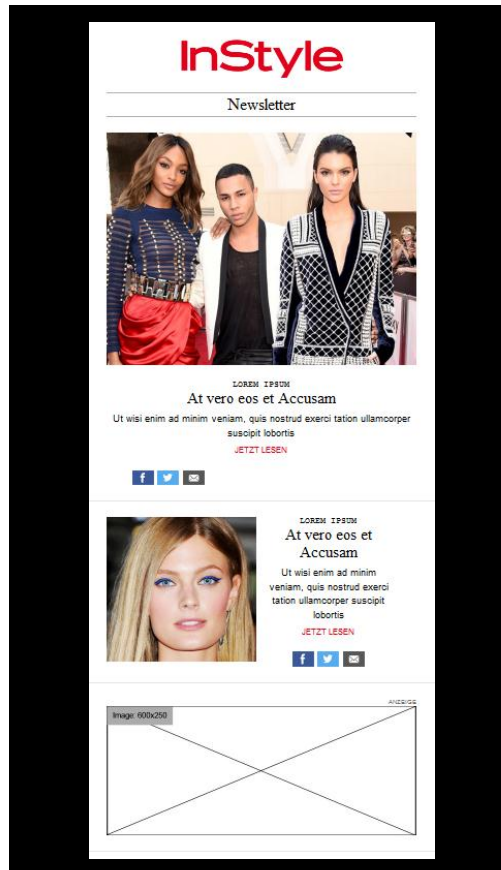 InStyle
Newsletter
LOREM IPSUM
At vero eos et Accusam
Ut wisi enim ad minim veniam, quis nostrud exerci tation ullamcorper
suscipit lobortis
JETZT LESEN
f
LOREM IPSUM
At vero eos et
Accusam
Ut wisi enim ad minim
veniam, quis nostrud exerci
tation ullamcorper suscipit
lobortis
JETZT LESEN
f
ANZEIGE
Image: 600x250